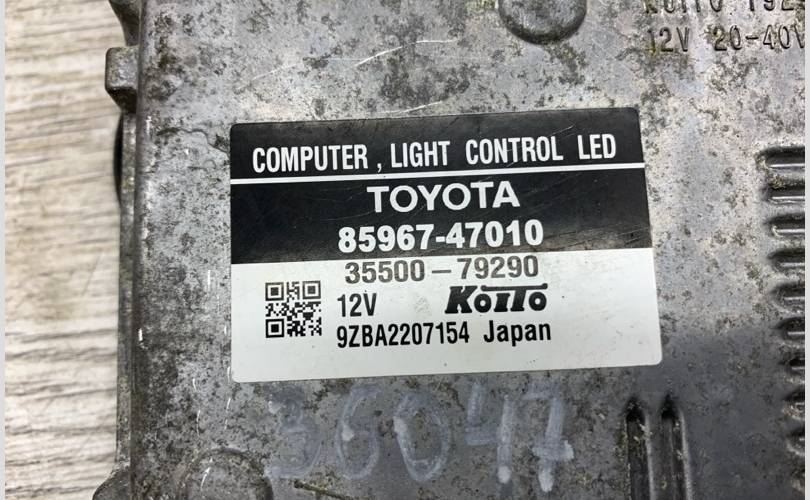 12V 20-40V
COMPUTER , LIGHT CONTROL LED
TOYOTA
85967-47010
35500-79290
12V KOITO
9ZBA2207154 Japan
36047